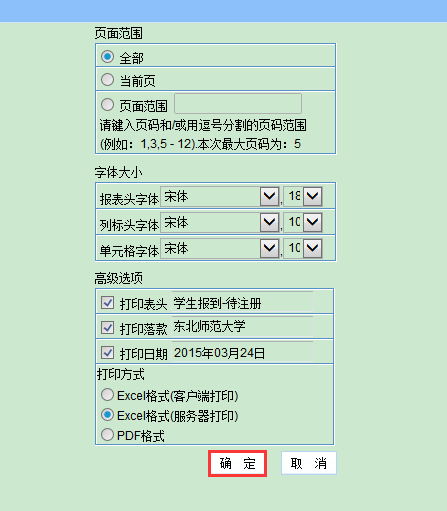 页面范围
全部
当前页
页面范围
请键入页码和/或用逗号分割的页码范围
(例如：1,3,5 - 12).本次最大页码为：5
字体大小
报表头字体 宋体 , 18
列标头字体 宋体 , 10
单元格字体 宋体 , 10
高级选项
打印表头 学生报到-待注册
打印落款 东北师范大学
打印日期 2015年03月24日
打印方式
Excel格式(客户端打印)
Excel格式(服务器打印)
PDF格式
确 定 取 消